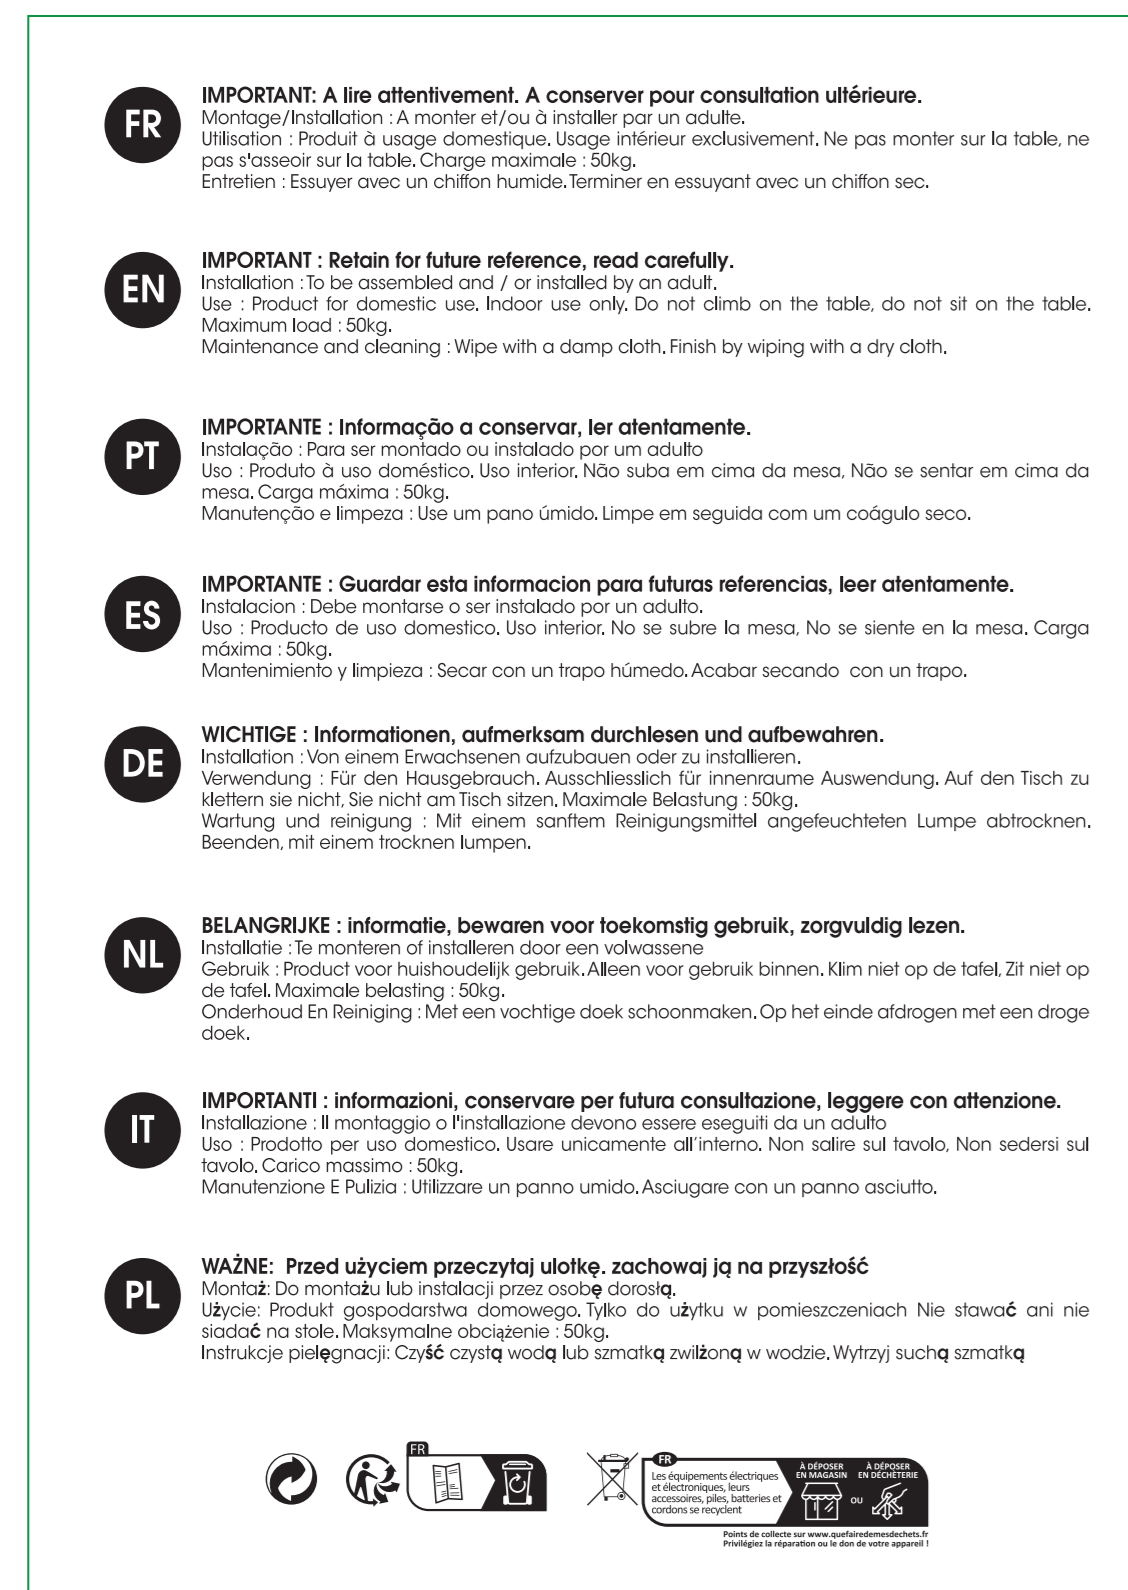 FR
IMPORTANT: A lire attentivement. A conserver pour consultation ultérieure.
Montage/Installation : A monter et/ou à installer par un adulte.
Utilisation : Produit à usage domestique. Usage intérieur exclusivement. Ne pas monter sur la table, ne
pas s'asseoir sur la table. Charge maximale : 50kg.
Entretien : Essuyer avec un chiffon humide. Terminer en essuyant avec un chiffon sec.
EN
IMPORTANT : Retain for future reference, read carefully.
Installation : To be assembled and / or installed by an adult.
Use : Product for domestic use. Indoor use only. Do not climb on the table, do not sit on the table.
Maximum load : 50kg.
Maintenance and cleaning : Wipe with a damp cloth. Finish by wiping with a dry cloth.
PT
IMPORTANTE : Informação a conservar, ler atentamente.
Instalação : Para ser montado ou instalado por um adulto
Uso : Produto à uso doméstico. Uso interior. Não suba em cima da mesa, Não se sentar em cima da
mesa. Carga máxima : 50kg.
Manutenção e limpeza : Use um pano úmido. Limpe em seguida com um coágulo seco.
ES
IMPORTANTE : Guardar esta informacion para futuras referencias, leer atentamente.
Instalacion : Debe montarse o ser instalado por un adulto.
Uso : Producto de uso domestico. Uso interior. No se subre la mesa, No se siente en la mesa. Carga
máxima : 50kg.
Mantenimiento y limpieza : Secar con un trapo húmedo. Acabar secando con un trapo.
DE
WICHTIGE : Informationen, aufmerksam durchlesen und aufbewahren.
Installation : Von einem Erwachsenen aufzubauen oder zu installieren.
Verwendung : Für den Hausgebrauch. Ausschliesslich für innenraume Auswendung. Auf den Tisch zu
klettern sie nicht, Sie nicht am Tisch sitzen. Maximale Belastung : 50kg.
Wartung und reinigung : Mit einem sanftem Reinigungsmittel angefeuchteten Lumpe abtrocknen.
Beenden, mit einem trocknen lumpen.
NL
BELANGRIJKE : informatie, bewaren voor toekomstig gebruik, zorgvuldig lezen.
Installatie : Te monteren of installeren door een volwassene
Gebruik : Product voor huishoudelijk gebruik. Alleen voor gebruik binnen. Klim niet op de tafel, Zit niet op
de tafel. Maximale belasting : 50kg.
Onderhoud En Reiniging : Met een vochtige doek schoonmaken. Op het einde afdrogen met een droge
doek.
IT
IMPORTANTI : informazioni, conservare per futura consultazione, leggere con attenzione.
Installazione : Il montaggio o l'installazione devono essere eseguiti da un adulto
Uso : Prodotto per uso domestico. Usare unicamente all'interno. Non salire sul tavolo, Non sedersi sul
tavolo. Carico massimo : 50kg.
Manutenzione E Pulizia : Utilizzare un panno umido. Asciugare con un panno asciutto.
PL
WAŻNE: Przed użyciem przeczytaj ulotkę. zachowaj ją na przyszłość
Montaż: Do montażu lub instalacji przez osobę dorosłą.
Użycie: Produkt gospodarstwa domowego. Tylko do użytku w pomieszczeniach Nie stawać ani nie
siadać na stole. Maksymalne obciążenie : 50kg.
Instrukcje pielęgnacji: Czyść czystą wodą lub szmatką zwilżoną w wodzie. Wytrzyj suchą szmatką
FR
FR
Les équipements électriques
et électroniques, leurs
accessoires, piles, batteries et
cordons se recyclent
À DÉPOSER
EN MAGASIN
OU
À DÉPOSER
EN DÉCHÈTERIE
Points de collecte sur www.quefairedemesdechets.fr
Privilégiez la réparation ou le don de votre appareil !